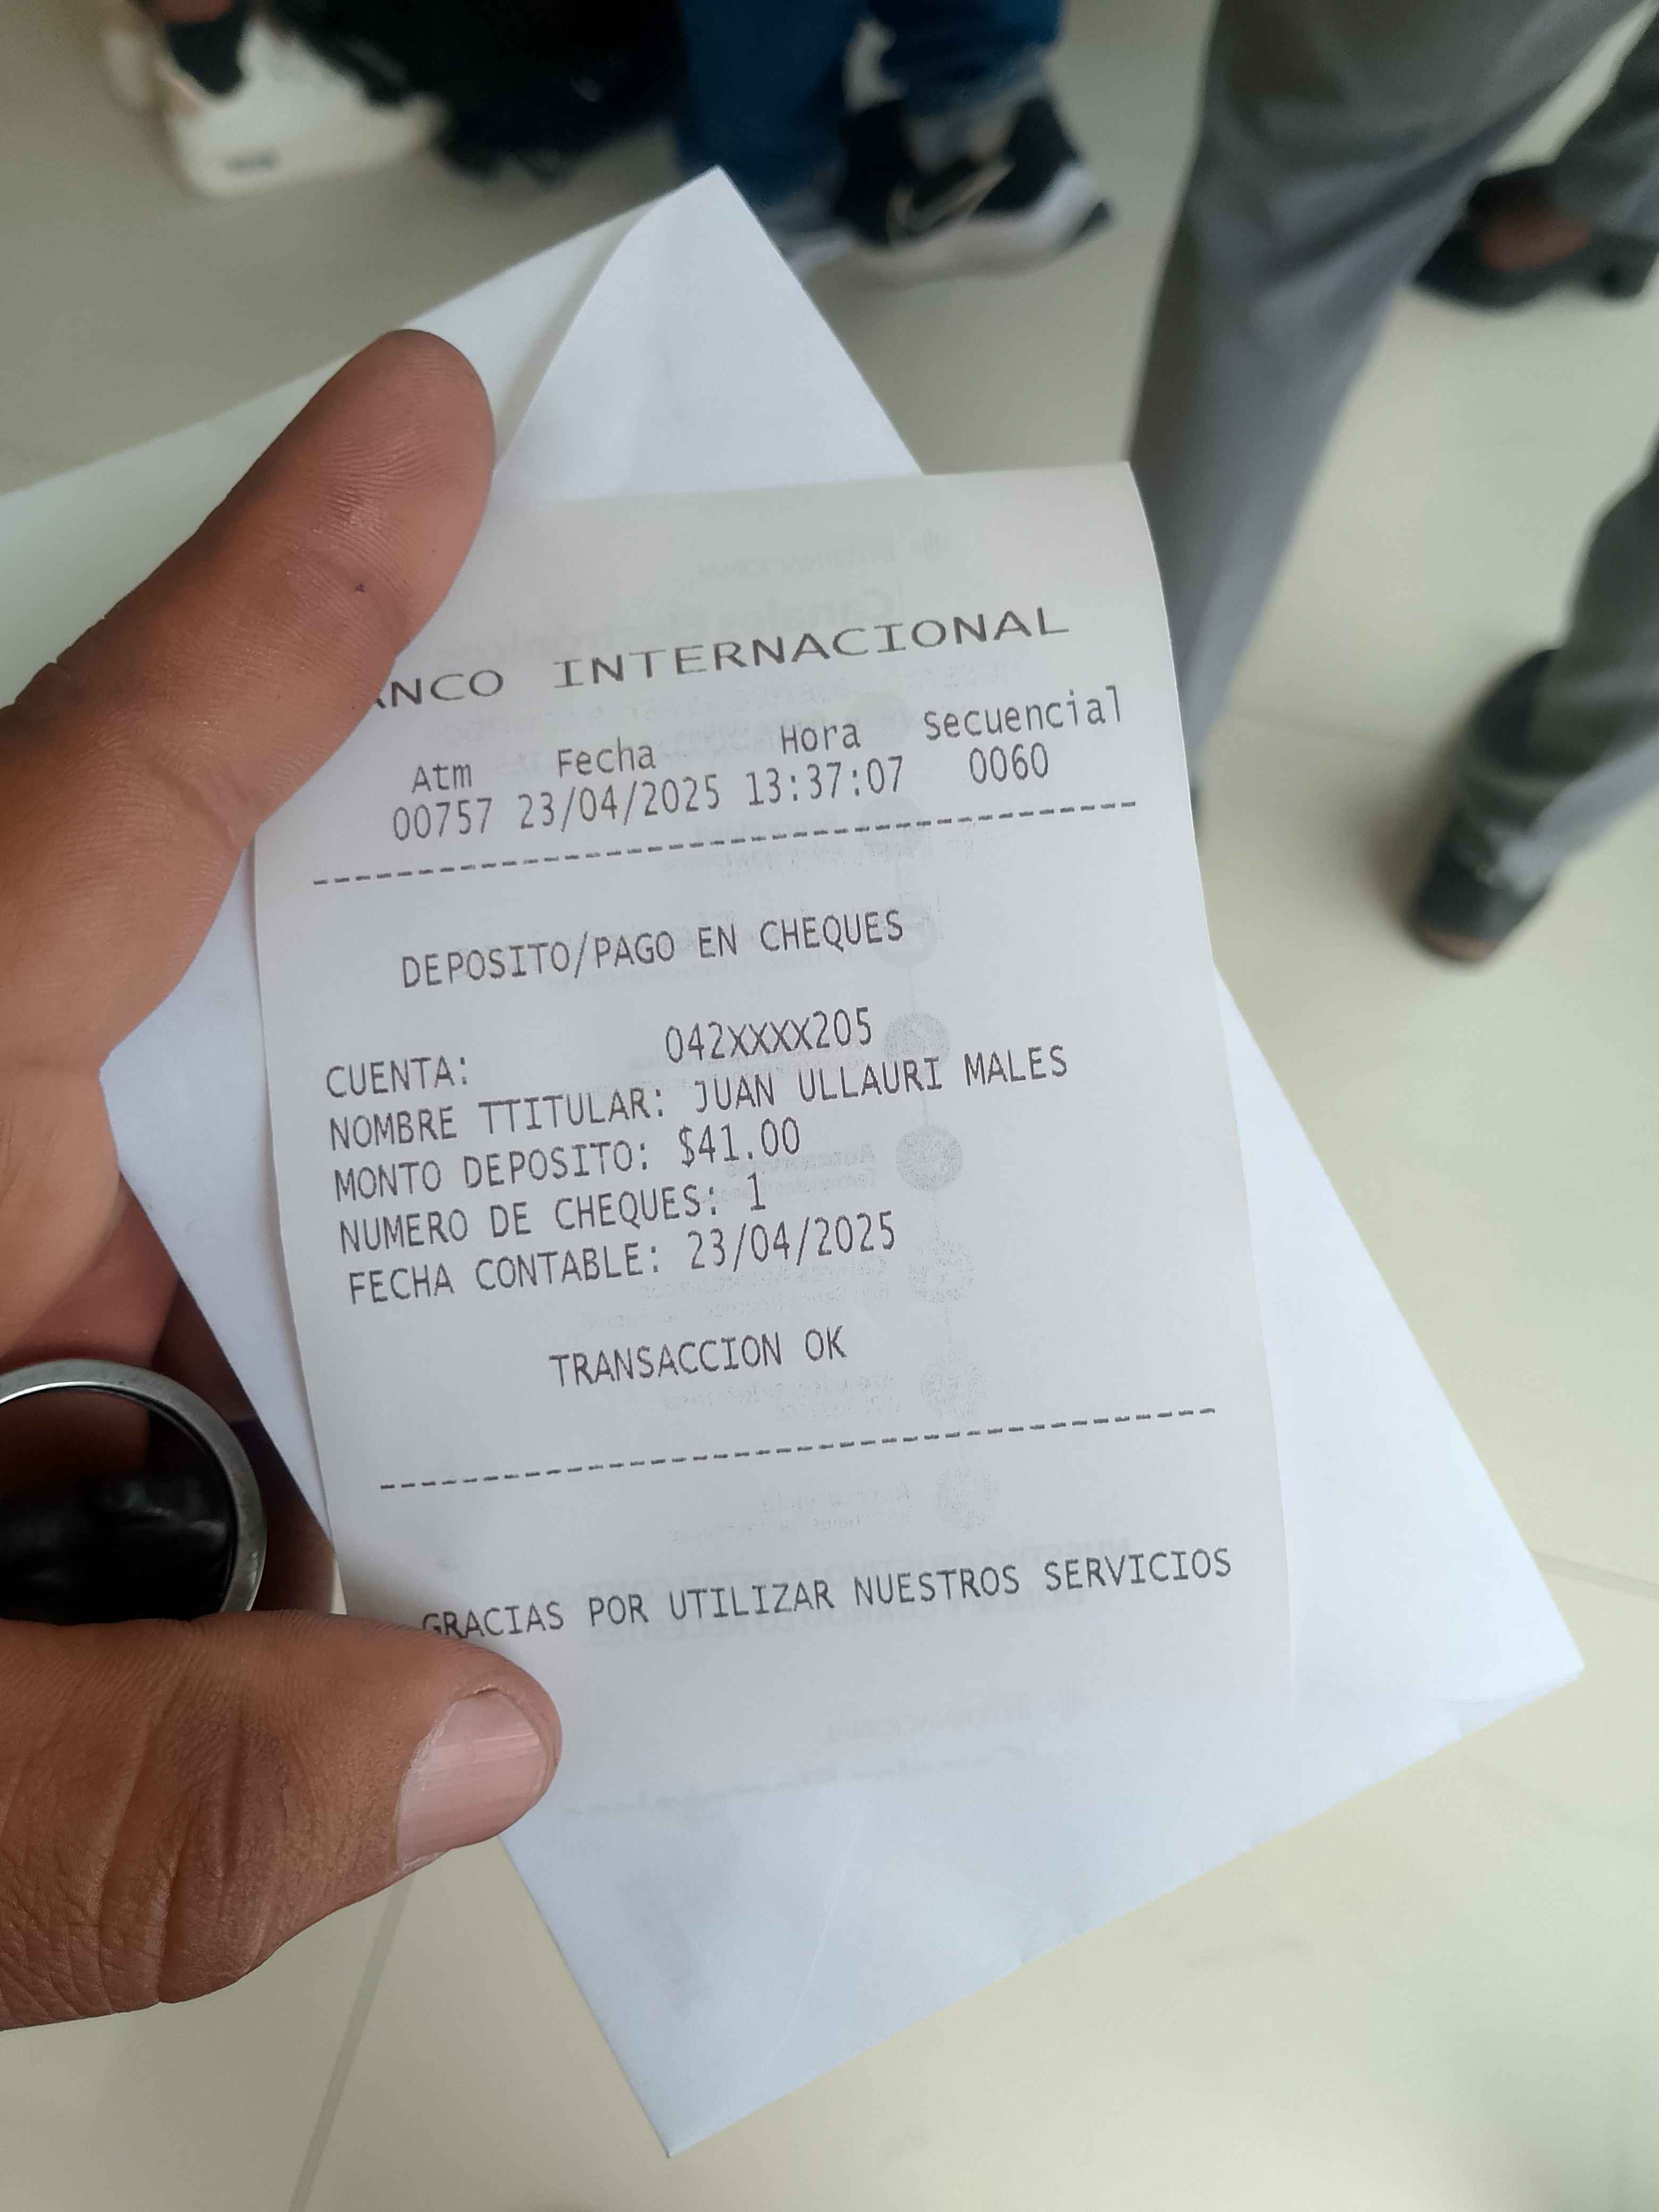 ANCO INTERNACIONAL
Atm Fecha Hora Secuencial
00757 23/04/2025 13:37:07 0060
--------------------------------
DEPOSITO/PAGO EN CHEQUES
CUENTA: 042XXXX205
NOMBRE TTITULAR: JUAN ULLAURI MALES
MONTO DEPOSITO: $41.00
NUMERO DE CHEQUES: 1
FECHA CONTABLE: 23/04/2025
TRANSACCION OK
--------------------------------
GRACIAS POR UTILIZAR NUESTROS SERVICIOS